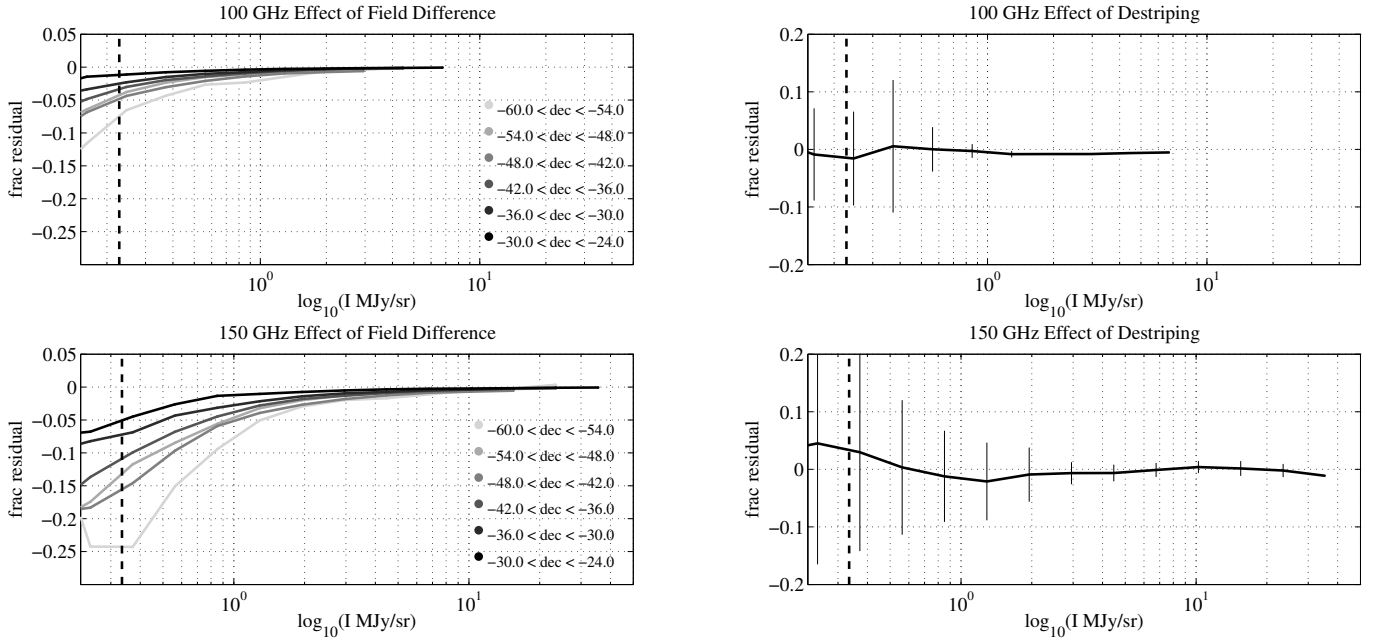 100 GHz Effect of Field Difference
0.05
0
−0.05
−0.1
−0.15
−0.2
−0.25
frac residual
10^0
10^1
log_10(I MJy/sr)
−60.0 < dec < −54.0
−54.0 < dec < −48.0
−48.0 < dec < −42.0
−42.0 < dec < −36.0
−36.0 < dec < −30.0
−30.0 < dec < −24.0
100 GHz Effect of Destriping
0.2
0.1
0
−0.1
−0.2
frac residual
10^0
10^1
log_10(I MJy/sr)
150 GHz Effect of Field Difference
0.05
0
−0.05
−0.1
−0.15
−0.2
−0.25
frac residual
10^0
10^1
log_10(I MJy/sr)
−60.0 < dec < −54.0
−54.0 < dec < −48.0
−48.0 < dec < −42.0
−42.0 < dec < −36.0
−36.0 < dec < −30.0
−30.0 < dec < −24.0
150 GHz Effect of Destriping
0.2
0.1
0
−0.1
−0.2
frac residual
10^0
10^1
log_10(I MJy/sr)